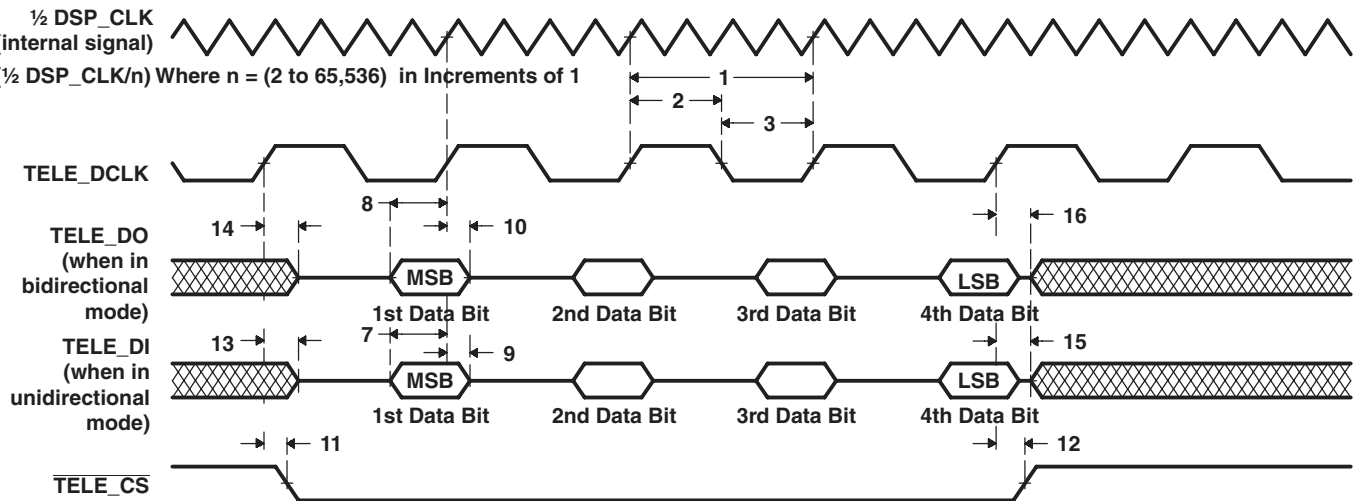 ½ DSP_CLK
(internal signal)
(½ DSP_CLK/n) Where n = (2 to 65,536) in Increments of 1
1
2
3
TELE_DCLK
8
14
10
16
TELE_DO
(when in
bidirectional
mode)
MSB
LSB
1st Data Bit
2nd Data Bit
3rd Data Bit
4th Data Bit
7
13
9
15
TELE_DI
(when in
unidirectional
mode)
MSB
LSB
1st Data Bit
2nd Data Bit
3rd Data Bit
4th Data Bit
11
12
TELE_CS